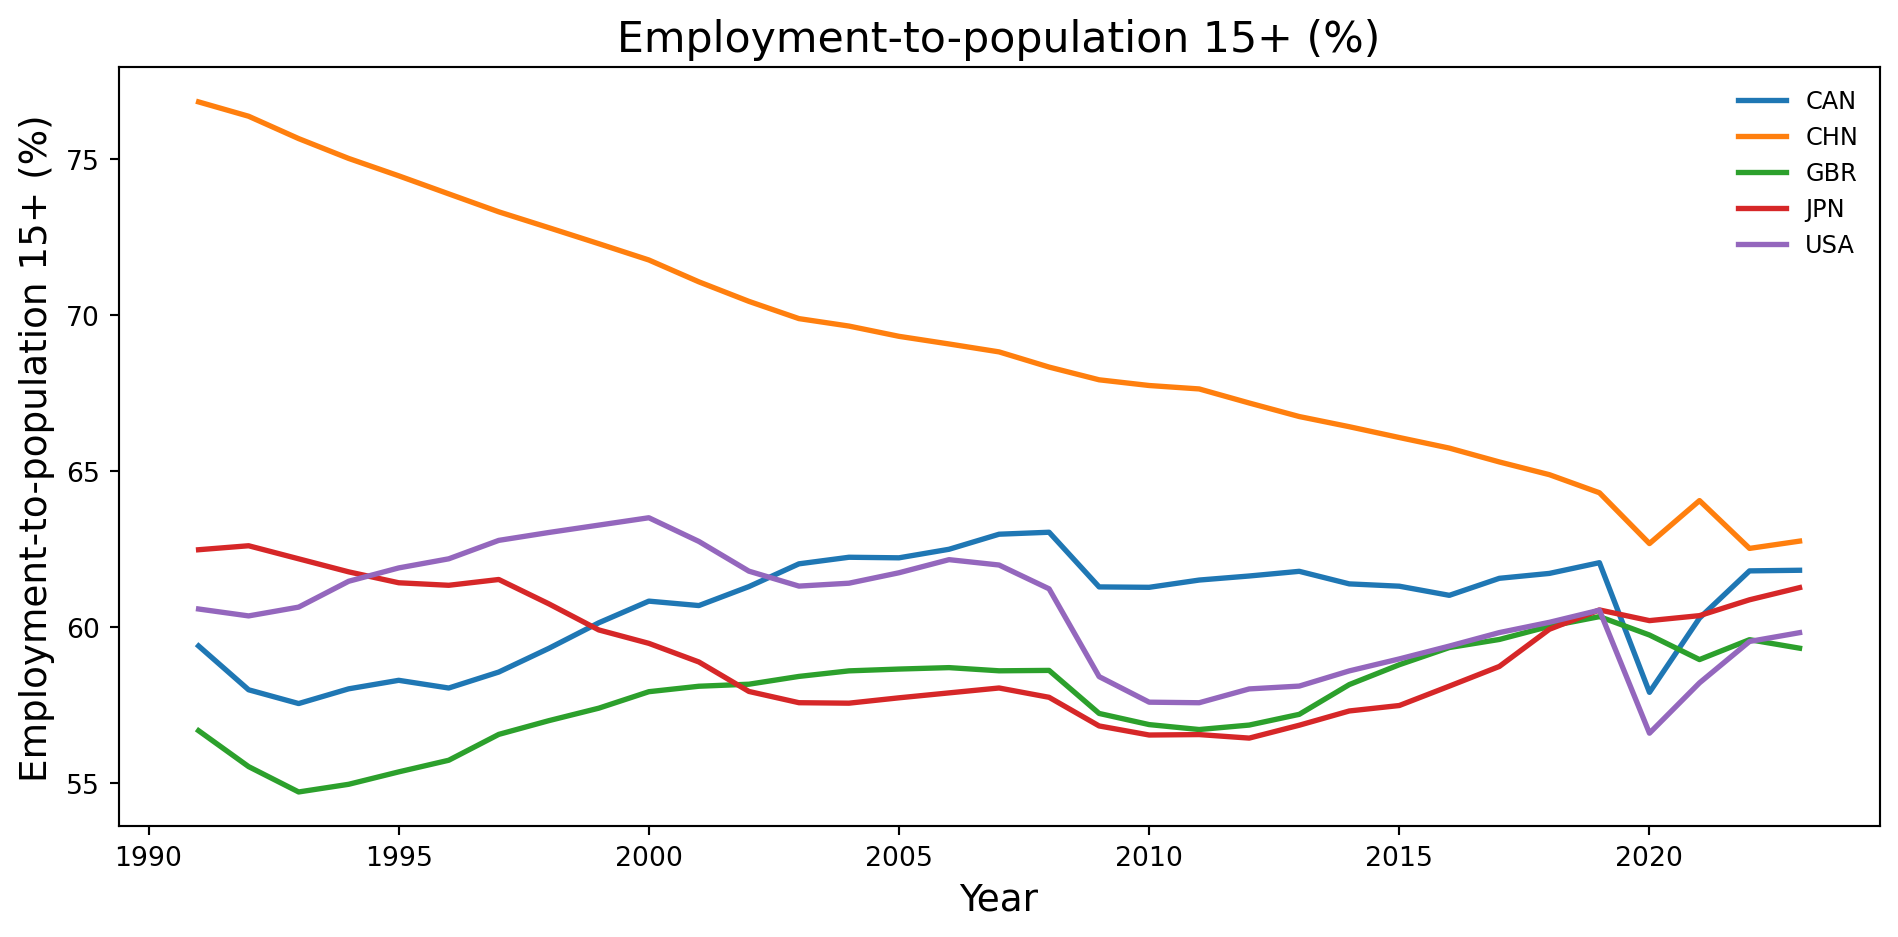 Employment-to-population 15+ (%)
Employment-to-population 15+ (%)
75
70
65
60
55
CAN
CHN
GBR
JPN
USA
1990 1995 2000 2005 2010 2015 2020
Year